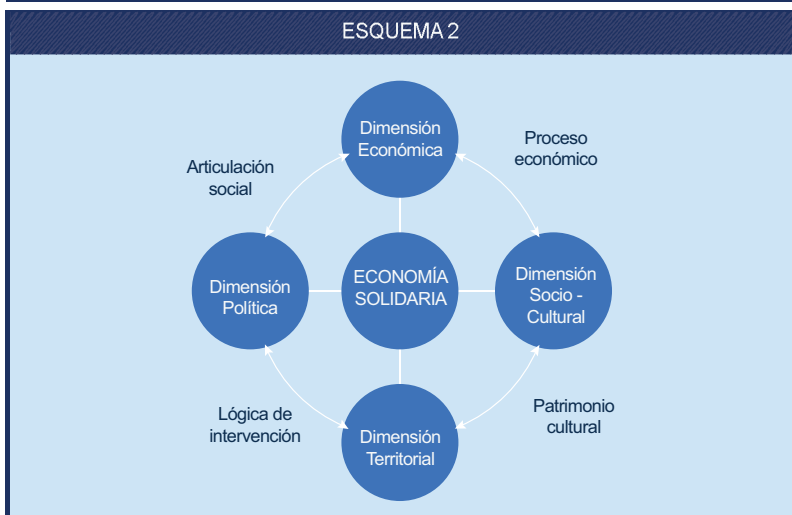 ESQUEMA 2
Dimensión
Económica
Proceso
económico
Articulación
social
Dimensión
Política
ECONOMÍA
SOLIDARIA
Dimensión
Socio -
Cultural
Lógica de
intervención
Dimensión
Territorial
Patrimonio
cultural